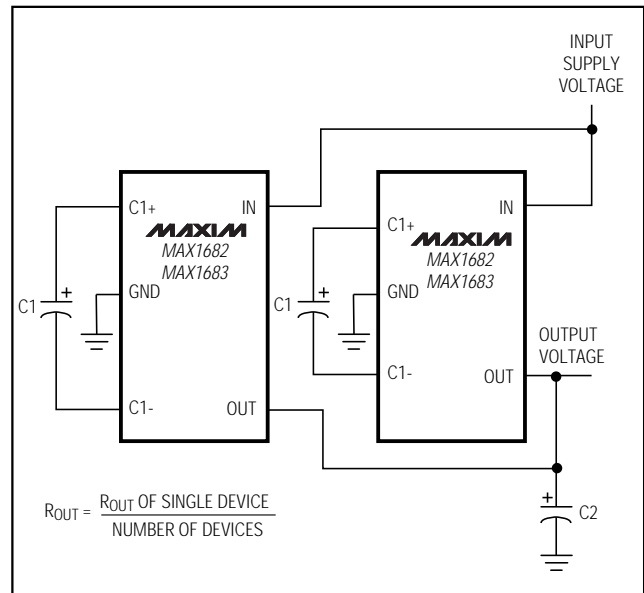 INPUT
SUPPLY
VOLTAGE
C1+
IN
MAXIM
MAX1682
MAX1683
GND
C1
+
C1-
OUT
C1+
IN
MAXIM
MAX1682
MAX1683
GND
C1
+
C1-
OUT
OUTPUT
VOLTAGE
+
C2
ROUT = ROUT OF SINGLE DEVICE
NUMBER OF DEVICES